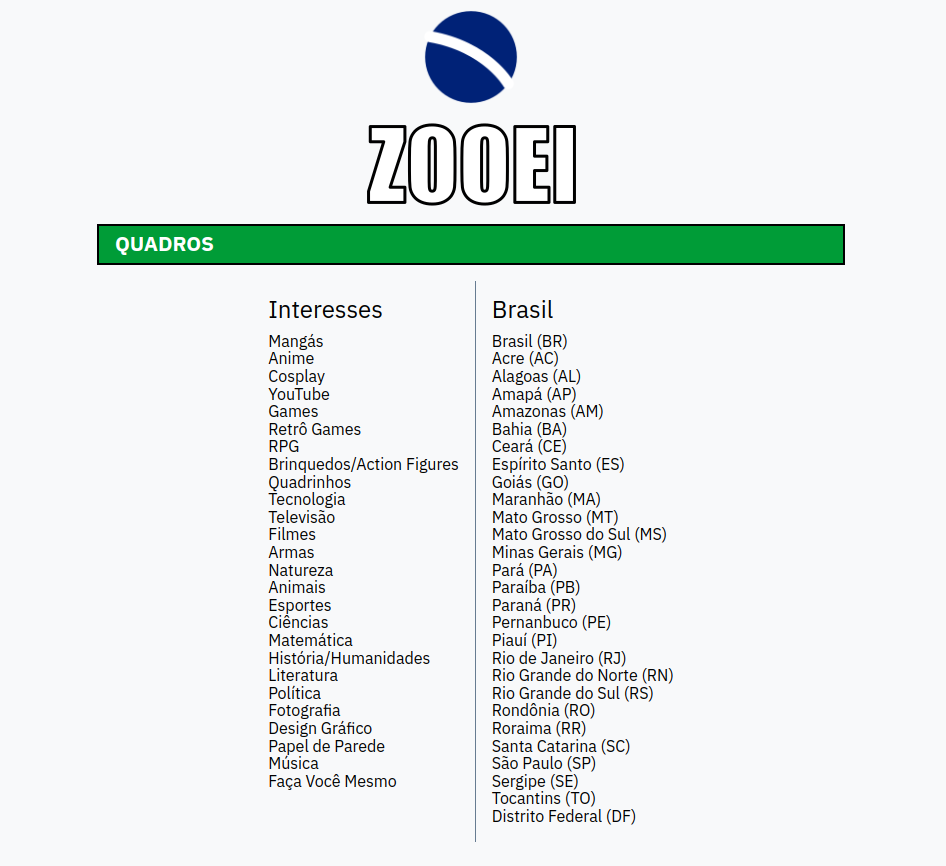 ZOOEI
QUADROS
Interesses
Mangás
Anime
Cosplay
YouTube
Games
Retrô Games
RPG
Brinquedos/Action Figures
Quadrinhos
Tecnologia
Televisão
Filmes
Armas
Natureza
Animais
Esportes
Ciências
Matemática
História/Humanidades
Literatura
Política
Fotografia
Design Gráfico
Papel de Parede
Música
Faça Você Mesmo
Brasil
Brasil (BR)
Acre (AC)
Alagoas (AL)
Amapá (AP)
Amazonas (AM)
Bahia (BA)
Ceará (CE)
Espírito Santo (ES)
Goiás (GO)
Maranhão (MA)
Mato Grosso (MT)
Mato Grosso do Sul (MS)
Minas Gerais (MG)
Pará (PA)
Paraíba (PB)
Paraná (PR)
Pernanbuco (PE)
Piauí (PI)
Rio de Janeiro (RJ)
Rio Grande do Norte (RN)
Rio Grande do Sul (RS)
Rondônia (RO)
Roraima (RR)
Santa Catarina (SC)
São Paulo (SP)
Sergipe (SE)
Tocantins (TO)
Distrito Federal (DF)